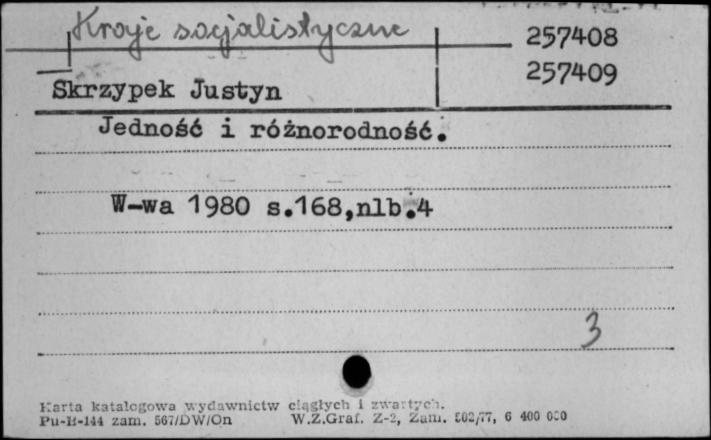 Kraje socjalistyczne
257408
257409
Skrzypek Justyn
Jedność i różnorodność.
W-wa 1980 s.168,nlb.4
3
Karta katalogowa wydawnictw ciągłych i zwartych.
Pu-K-144 zam. 567/DW/On W.Z.Graf. Z-2, Zam. 502/77, 6 400 000